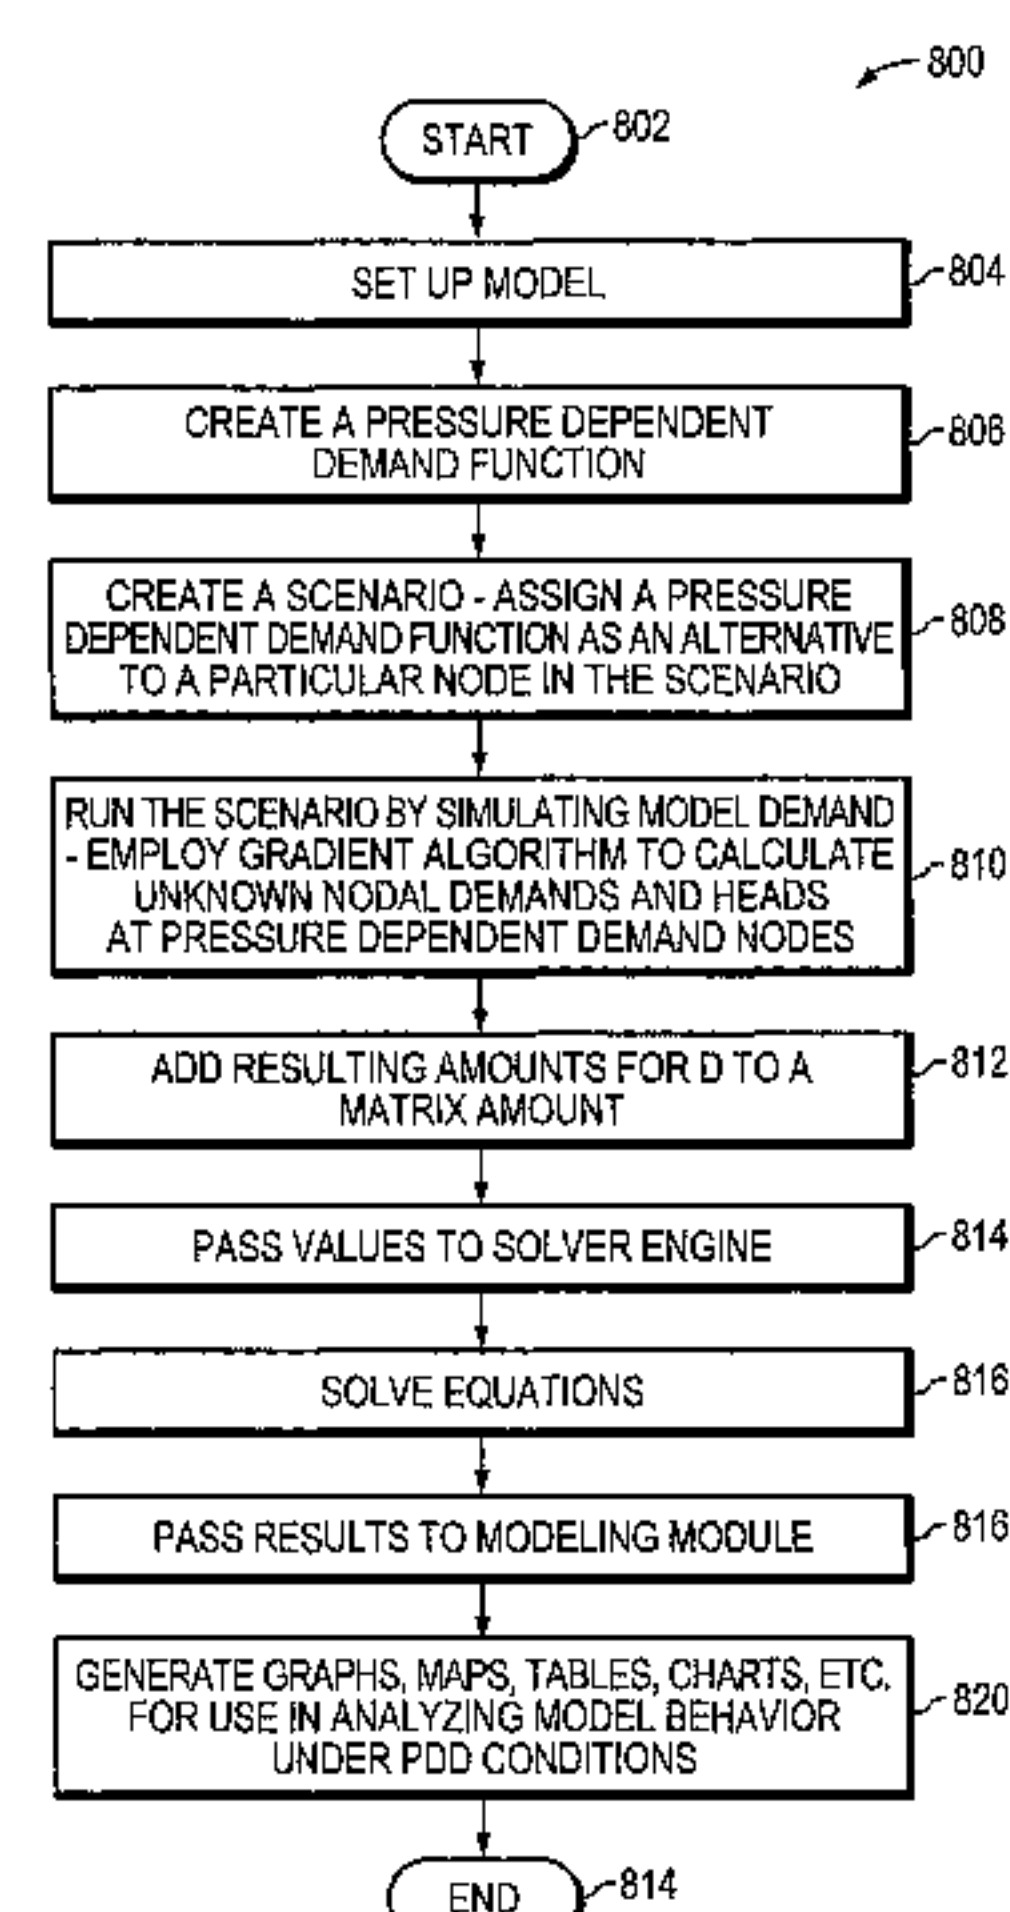 800
START
802
SET UP MODEL
804
CREATE A PRESSURE DEPENDENT
DEMAND FUNCTION
806
CREATE A SCENARIO - ASSIGN A PRESSURE
DEPENDENT DEMAND FUNCTION AS AN ALTERNATIVE
TO A PARTICULAR NODE IN THE SCENARIO
808
RUN THE SCENARIO BY SIMULATING MODEL DEMAND
- EMPLOY GRADIENT ALGORITHM TO CALCULATE
UNKNOWN NODAL DEMANDS AND HEADS
AT PRESSURE DEPENDENT DEMAND NODES
810
ADD RESULTING AMOUNTS FOR D TO A
MATRIX AMOUNT
812
PASS VALUES TO SOLVER ENGINE
814
SOLVE EQUATIONS
816
PASS RESULTS TO MODELING MODULE
816
GENERATE GRAPHS, MAPS, TABLES, CHARTS, ETC.
FOR USE IN ANALYZING MODEL BEHAVIOR
UNDER PDD CONDITIONS
820
END
814